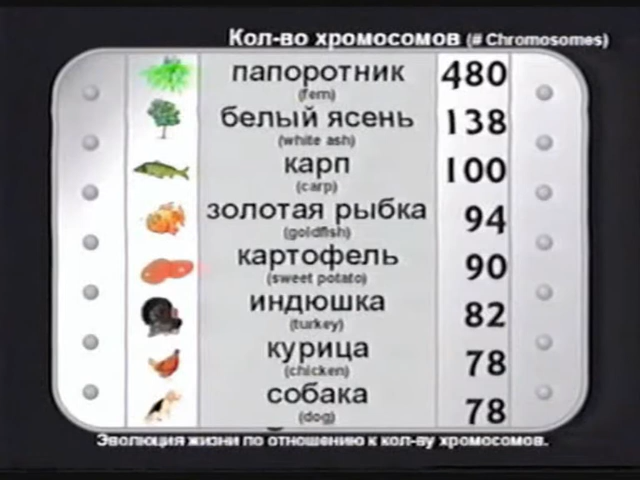 Кол-во хромосомов (# Chromosomes)
папоротник 480
(fern)
белый ясень 138
(white ash)
карп 100
(carp)
золотая рыбка 94
(goldfish)
картофель 90
(sweet potato)
индюшка 82
(turkey)
курица 78
(chicken)
собака 78
(dog)
Эволюция жизни по отношению к кол-ву хромосомов.